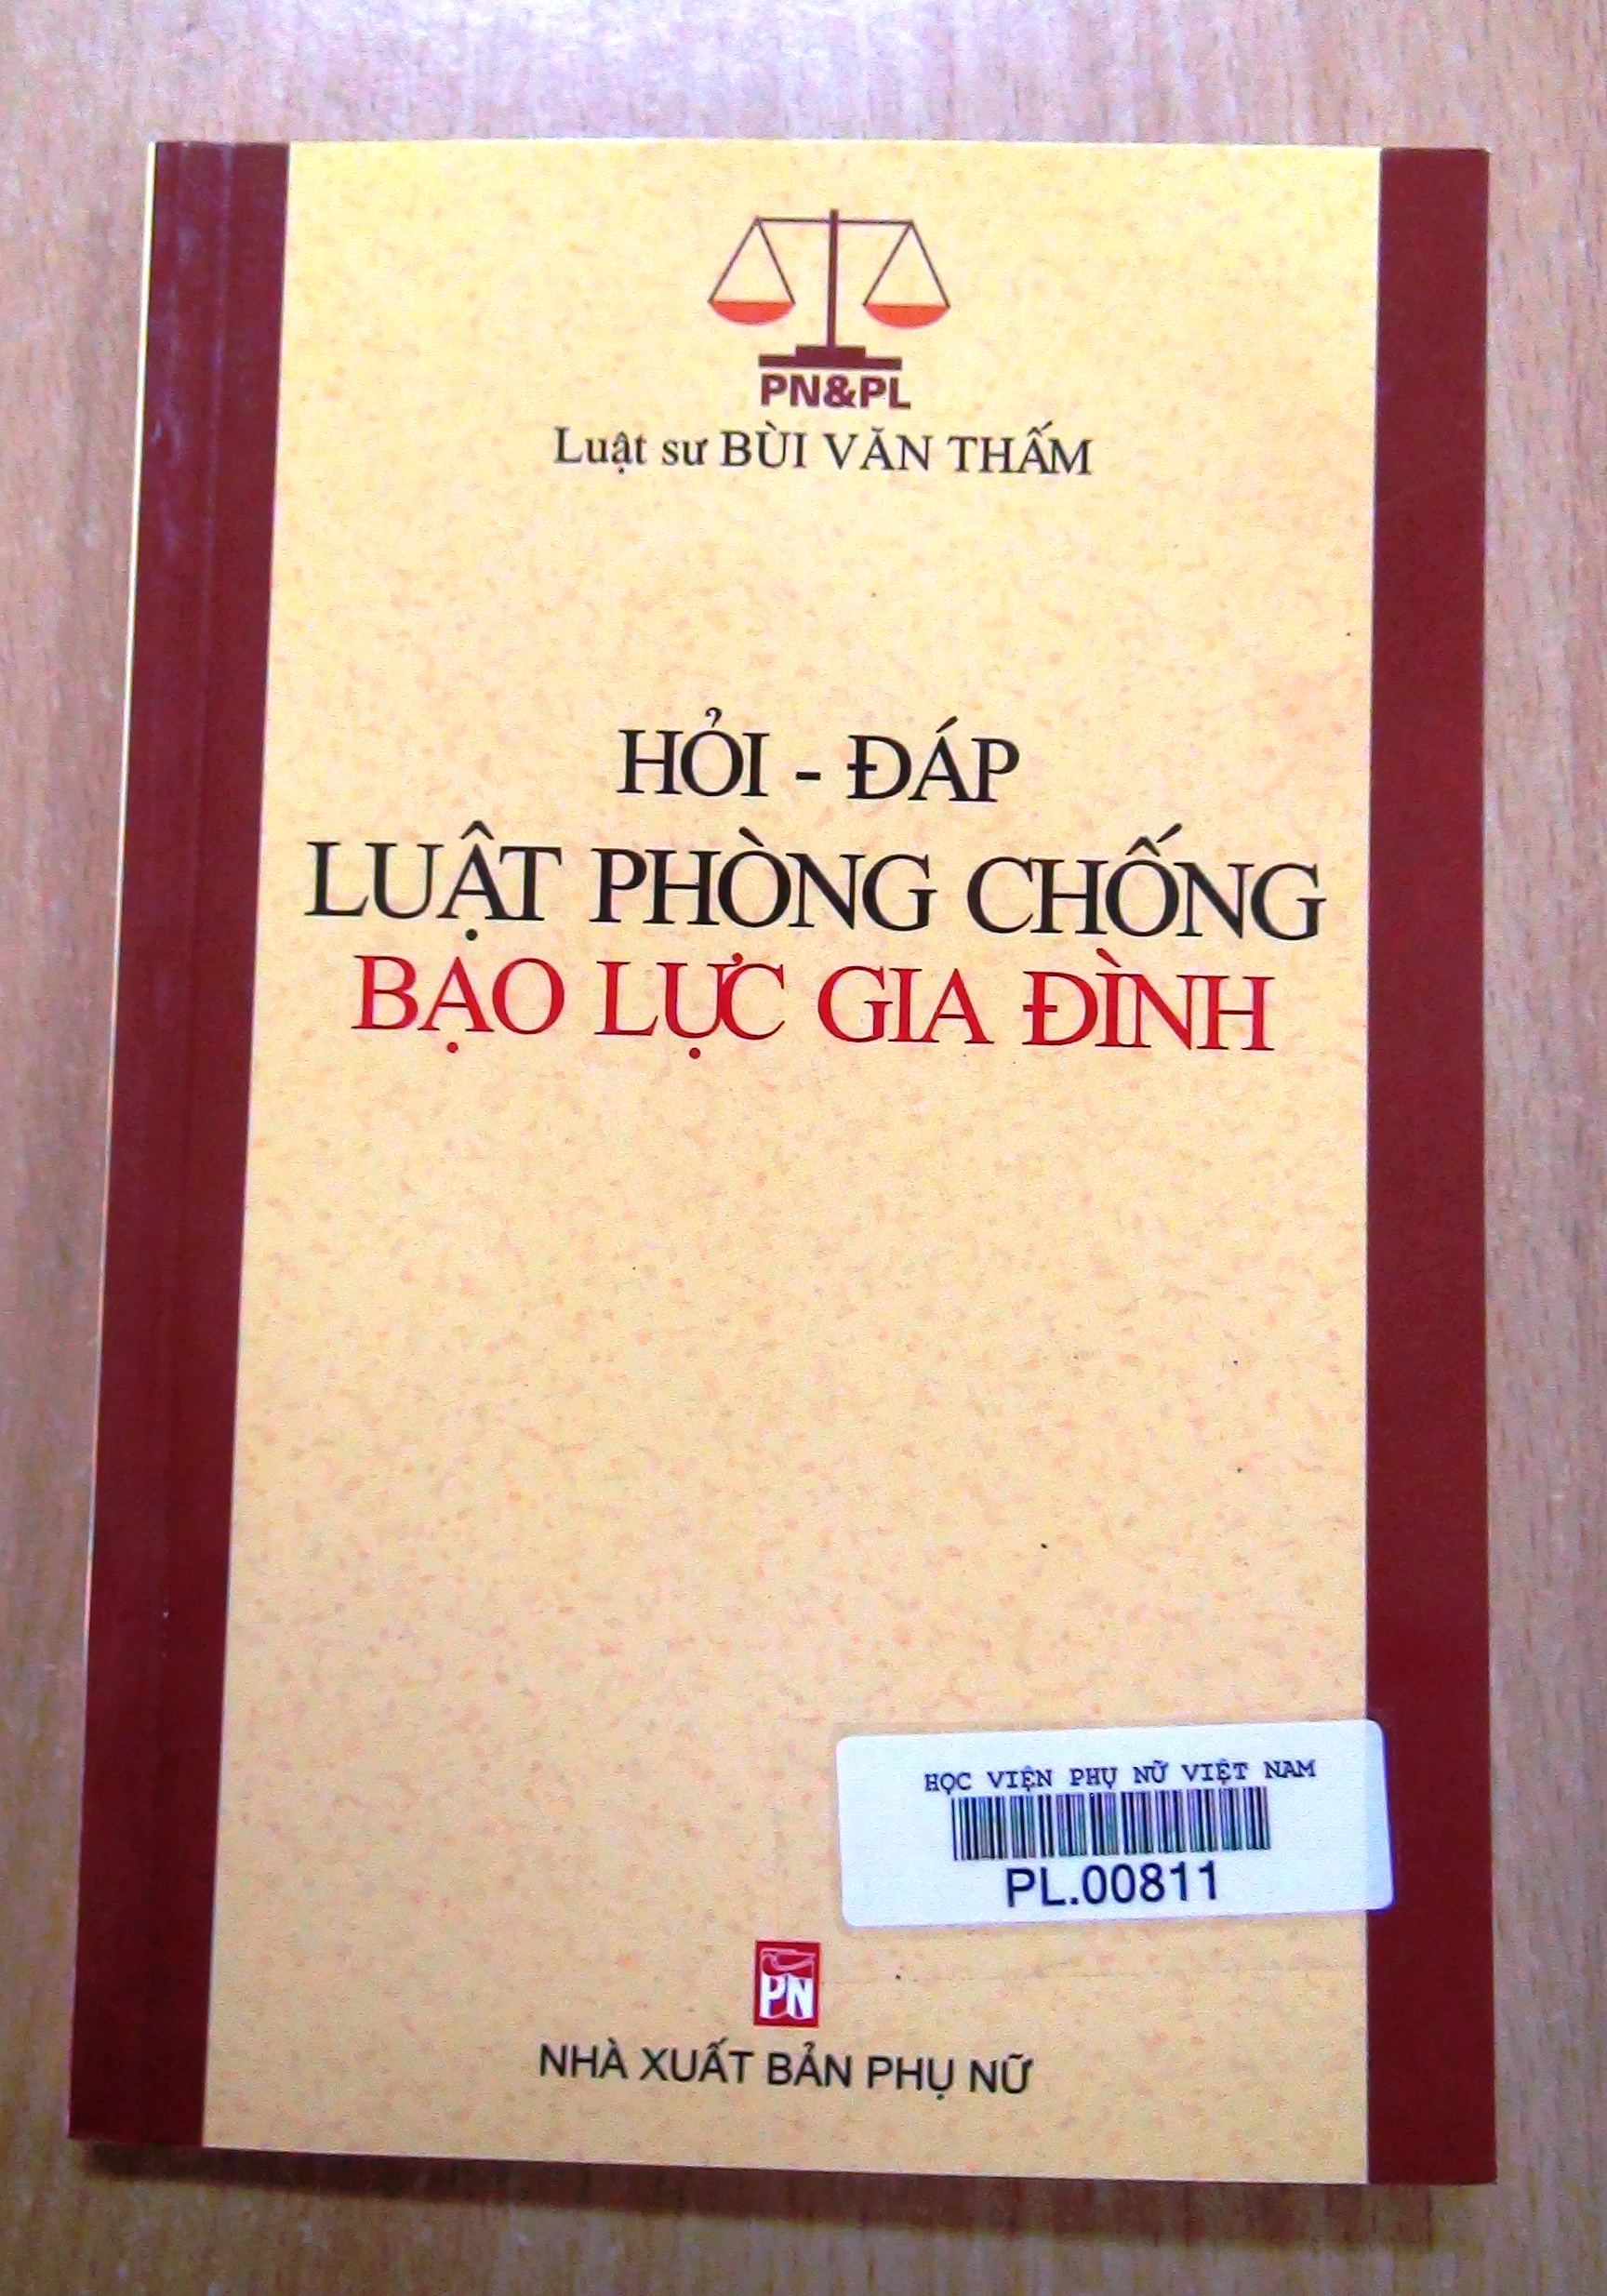 PN&PL
Luật sư BÙI VĂN THẤM
HỎI - ĐÁP
LUẬT PHÒNG CHỐNG
BẠO LỰC GIA ĐÌNH
HỌC VIỆN PHỤ NỮ VIỆT NAM
PL.00811
PN
NHÀ XUẤT BẢN PHỤ NỮ